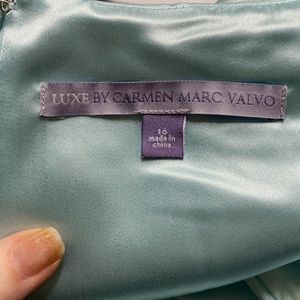 LUXE BY CARMEN MARC VALVO
16
made in
china